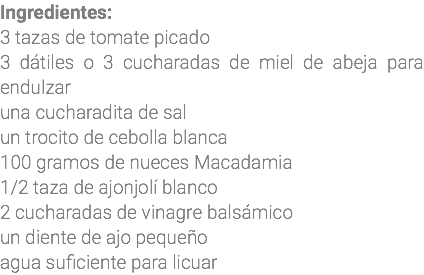 Ingredientes:
3 tazas de tomate picado
3 dátiles o 3 cucharadas de miel de abeja para
endulzar
una cucharadita de sal
un trocito de cebolla blanca
100 gramos de nueces Macadamia
1/2 taza de ajonjolí blanco
2 cucharadas de vinagre balsámico
un diente de ajo pequeño
agua suficiente para licuar